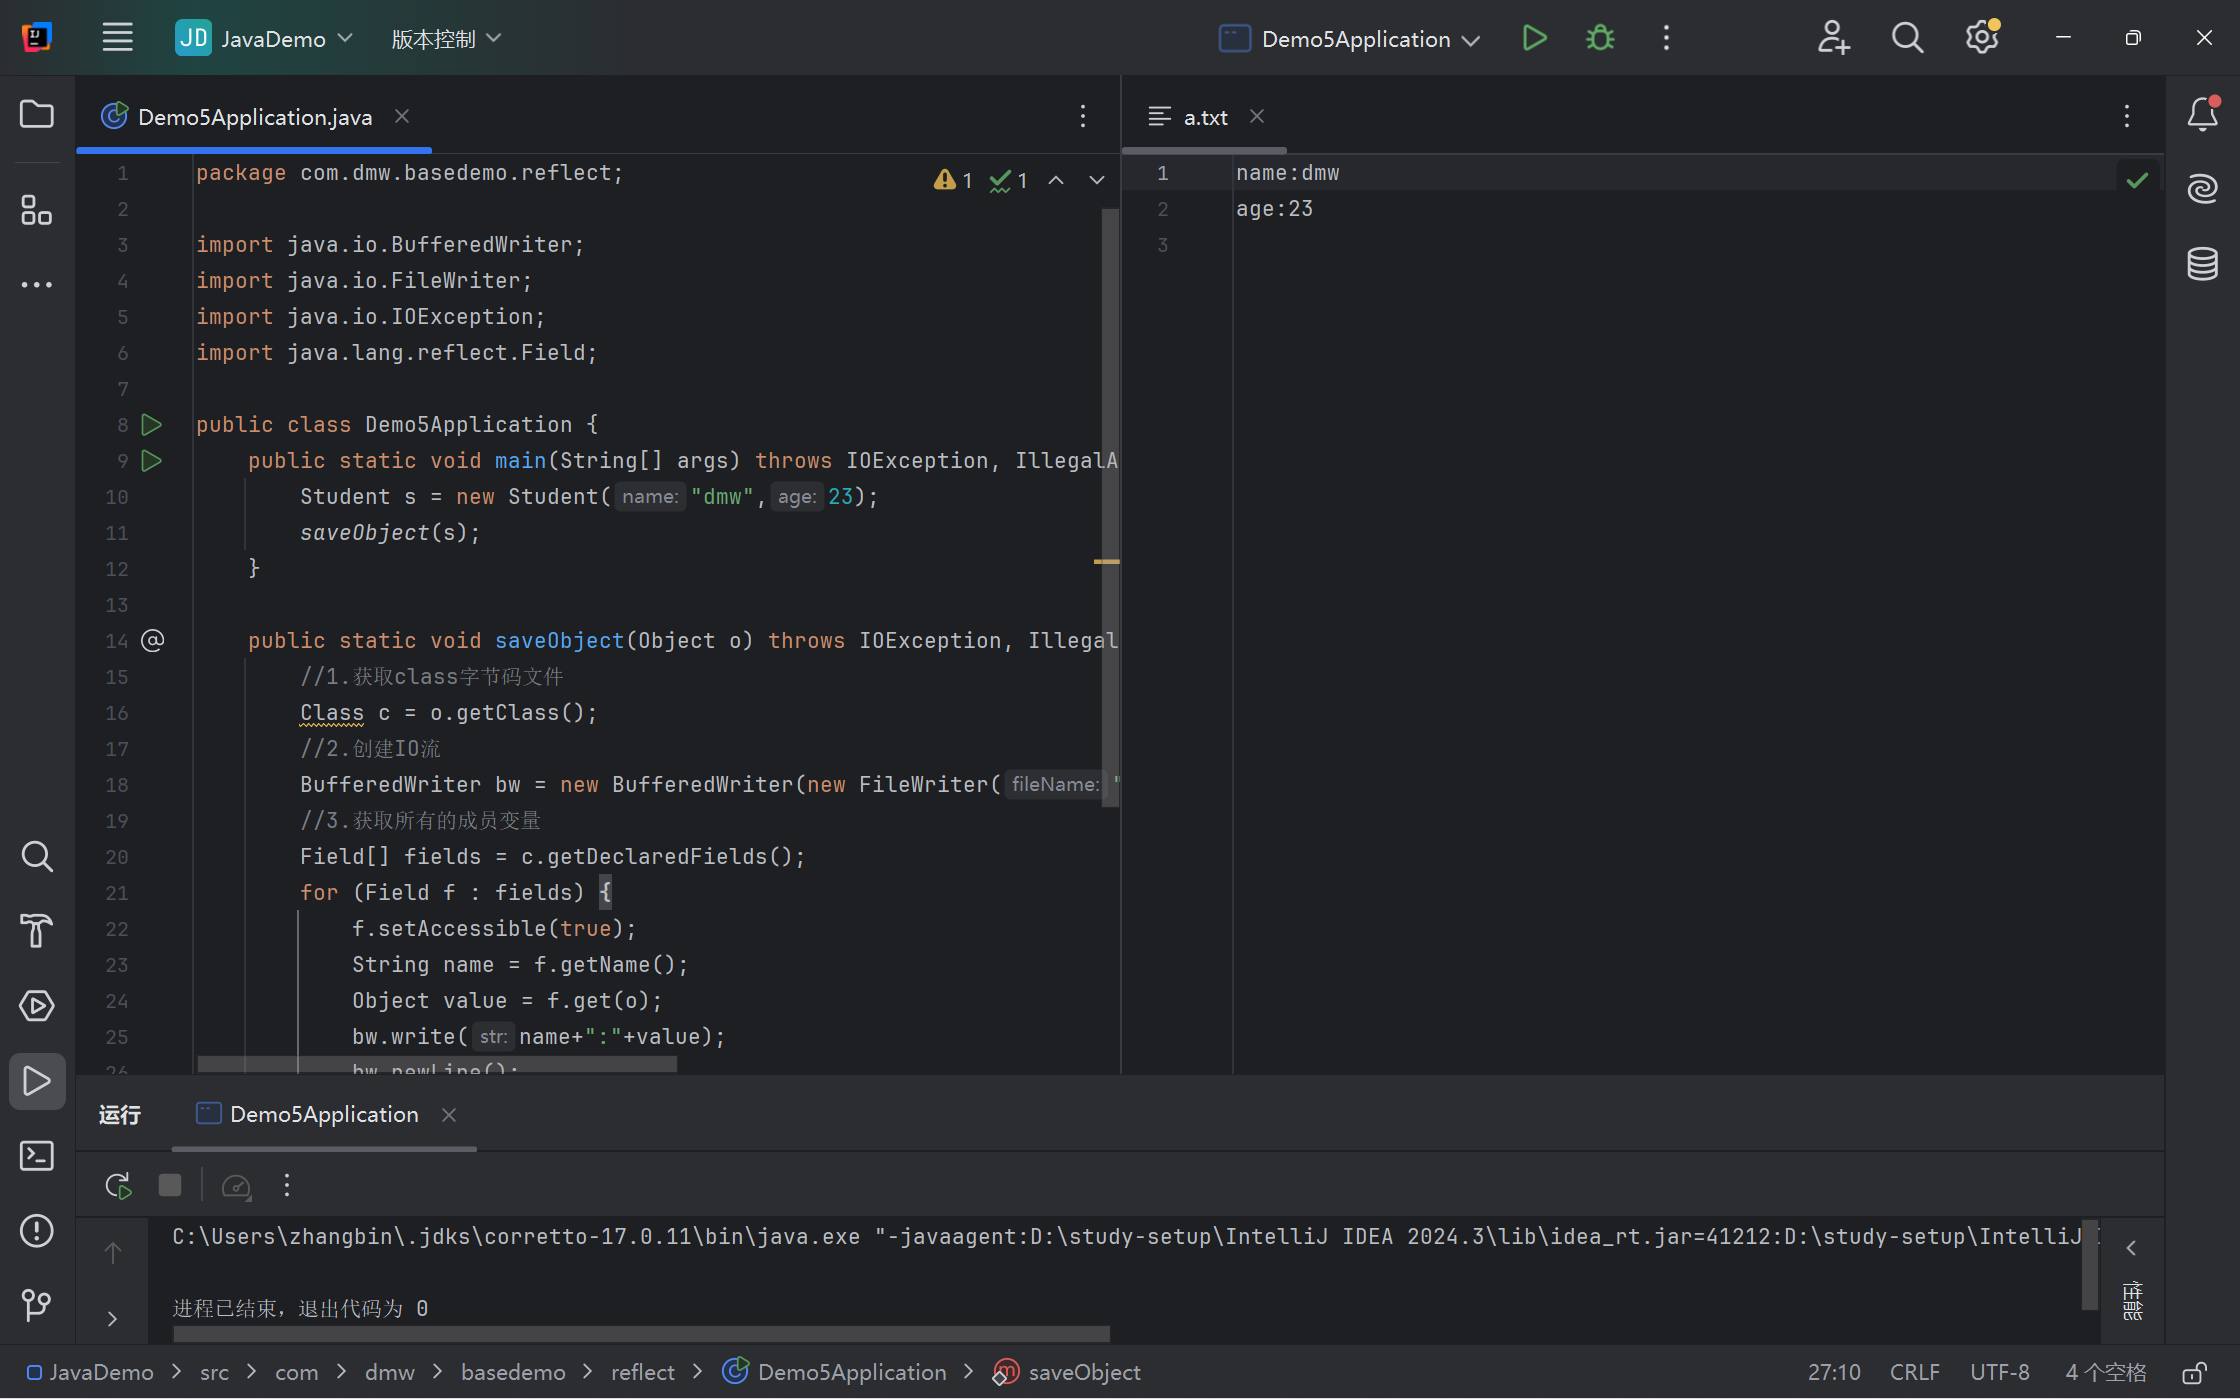 JD JavaDemo 版本控制 Demo5Application
Demo5Application.java
1 package com.dmw.basedemo.reflect;
1 1
2
3 import java.io.BufferedWriter;
4 import java.io.FileWriter;
5 import java.io.IOException;
6 import java.lang.reflect.Field;
7
8 public class Demo5Application {
9 public static void main(String[] args) throws IOException, IllegalA
10 Student s = new Student( name: "dmw", age: 23);
11 saveObject(s);
12 }
13
14 public static void saveObject(Object o) throws IOException, Illegal
15 //1.获取class字节码文件
16 Class c = o.getClass();
17 //2.创建IO流
18 BufferedWriter bw = new BufferedWriter(new FileWriter( fileName: "
19 //3.获取所有的成员变量
20 Field[] fields = c.getDeclaredFields();
21 for (Field f : fields) {
22 f.setAccessible(true);
23 String name = f.getName();
24 Object value = f.get(o);
25 bw.write( str: name+":"+value);
26 bw.newLine();
a.txt
1 name:dmw
2 age:23
3
运行 Demo5Application
C:\Users\zhangbin\.jdks\corretto-17.0.11\bin\java.exe "-javaagent:D:\study-setup\IntelliJ IDEA 2024.3\lib\idea_rt.jar=41212:D:\study-setup\IntelliJ I
进程已结束，退出代码为 0
性能
JavaDemo > src > com > dmw > basedemo > reflect > Demo5Application > saveObject 27:10 CRLF UTF-8 4 个空格